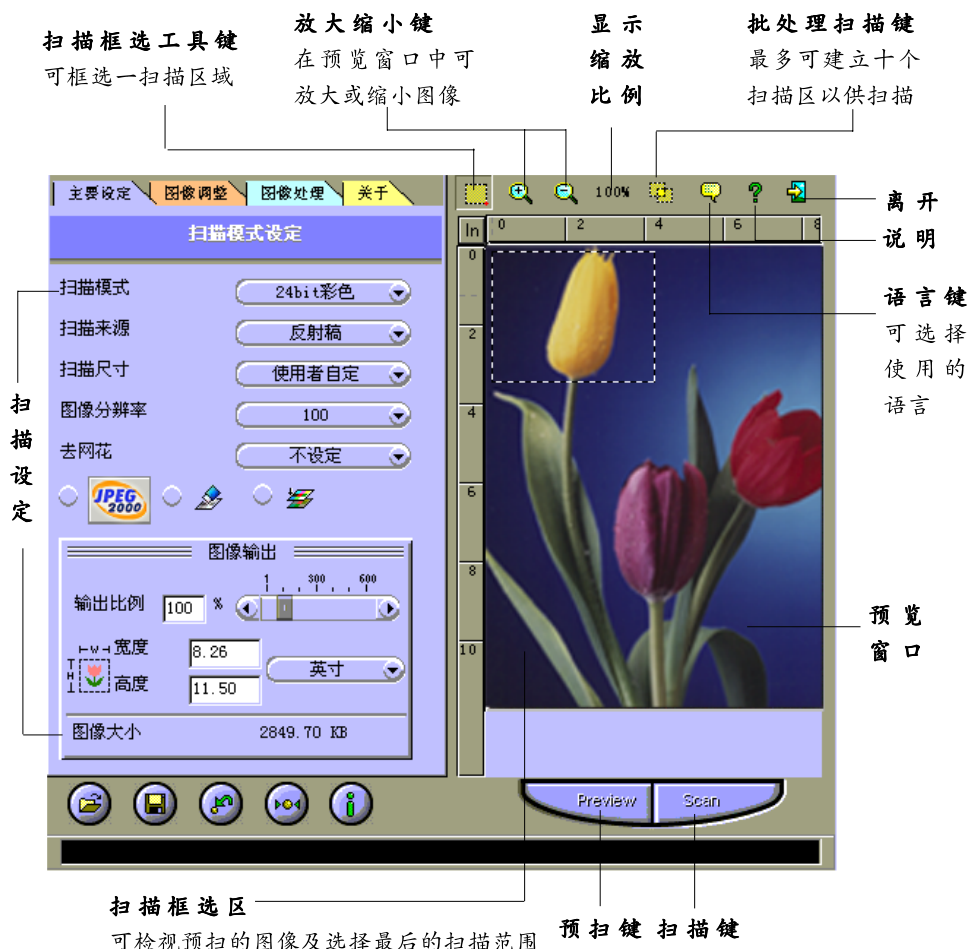 扫描框选工具键
可框选一扫描区域
放大缩小键
在预览窗口中可
放大或缩小图像
显示
缩放
比例
批处理扫描键
最多可建立十个
扫描区以供扫描
主要设定 图像调整 图像处理 关于
100%
扫描模式设定
In
0 2 4 6 8
0
2
4
6
8
10
扫描模式 24bit彩色
扫描来源 反射稿
扫描尺寸 使用者自定
图像分辨率 100
去网花 不设定
JPEG
2000
图像输出
1 300 600
输出比例 100 %
W 宽度 8.26
H 高度 11.50
英寸
图像大小 2849.70 KB
Preview Scan
扫描设定
离开
说明
语言键
可选择
使用的
语言
预览
窗口
扫描框选区
可检视预扫的图像及选择最后的扫描范围
预扫键 扫描键